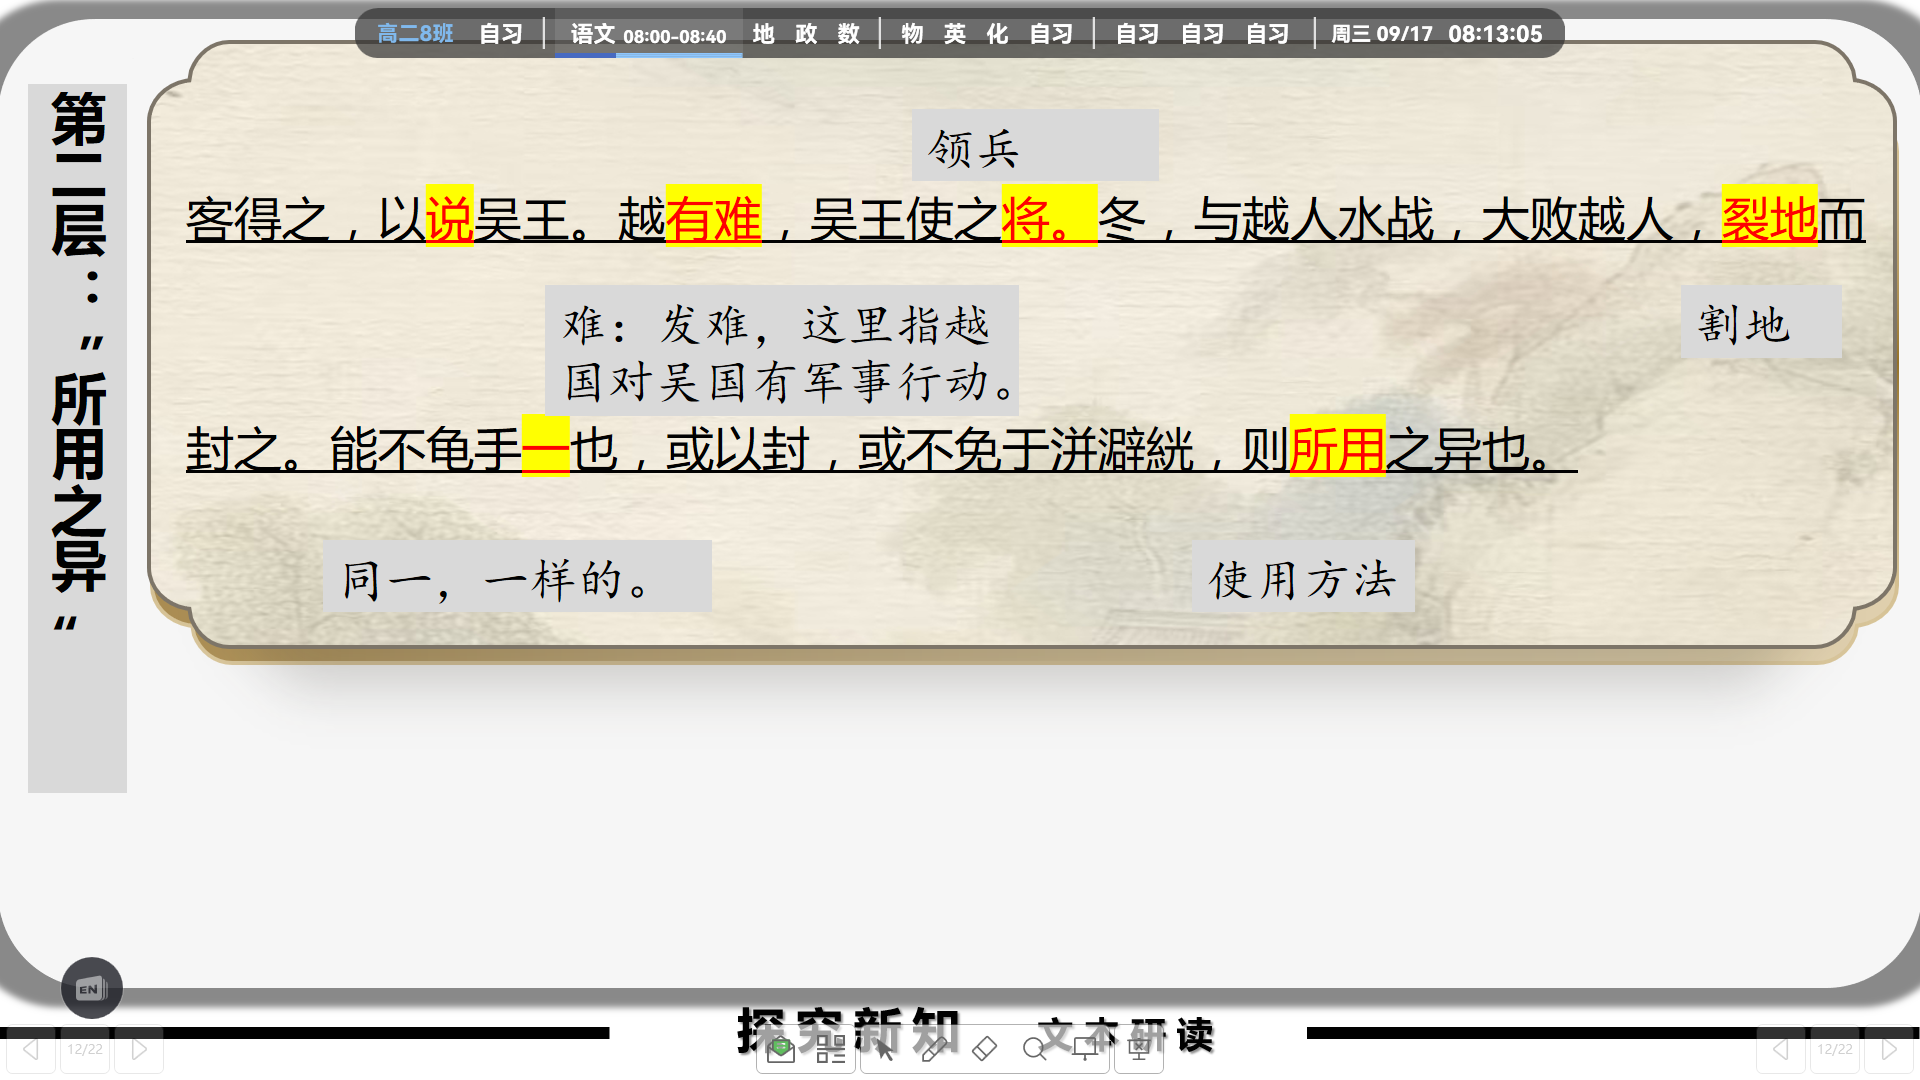 高二8班 自习 | 语文 08:00-08:40 地 政 数 | 物 英 化 自习 | 自习 自习 自习 | 周三 09/17 08:13:05
第二层：”所用之异“
领兵
客得之，以说吴王。越有难，吴王使之将。冬，与越人水战，大败越人，裂地而
难：发难，这里指越
国对吴国有军事行动。
割地
封之。能不龟手一也，或以封，或不免于洴澼絖，则所用之异也。
同一，一样的。
使用方法
EN
探究新知 文本研读
12/22
12/22